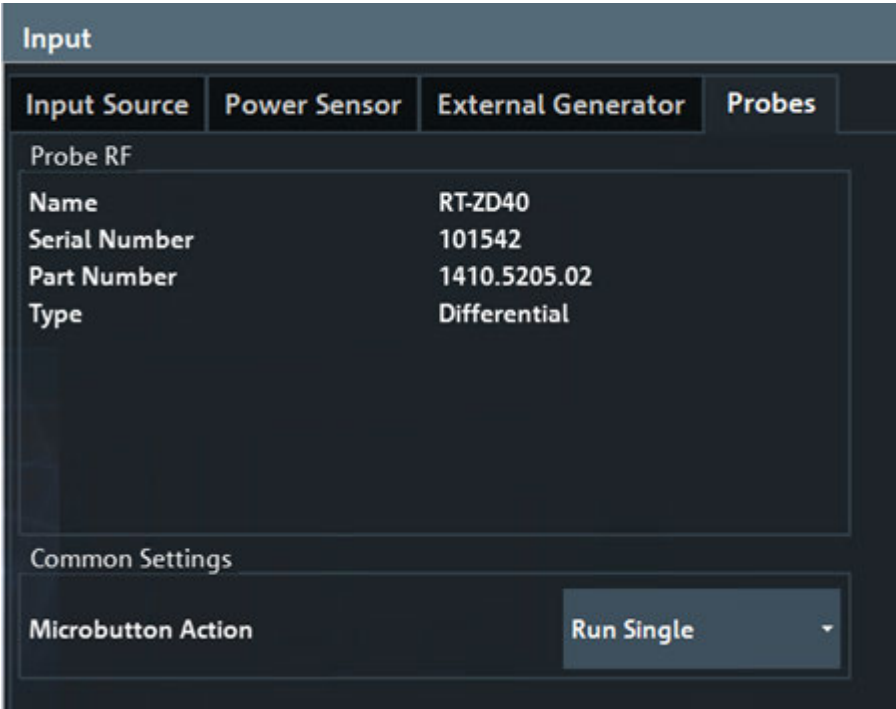 Input
Input Source Power Sensor External Generator Probes
Probe RF
Name RT-ZD40
Serial Number 101542
Part Number 1410.5205.02
Type Differential
Common Settings
Microbutton Action Run Single